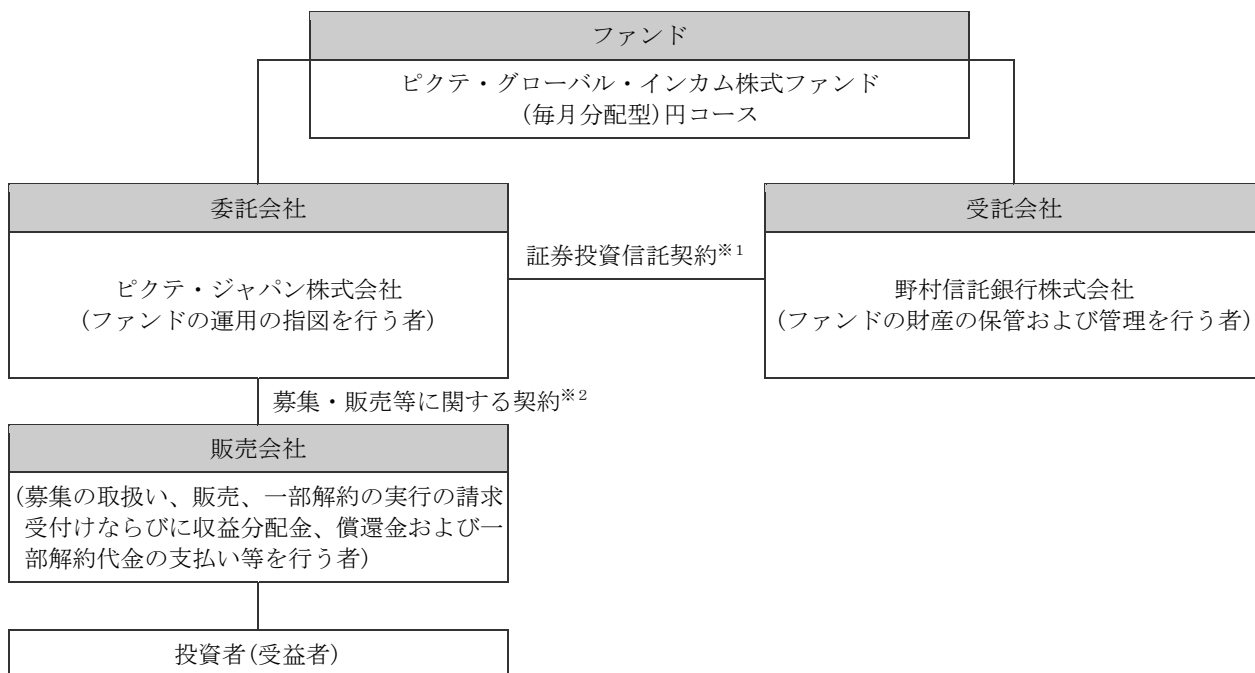 ファンド
ピクテ・グローバル・インカム株式ファンド
(毎月分配型)円コース
委託会社
受託会社
ピクテ・ジャパン株式会社
(ファンドの運用の指図を行う者)
証券投資信託契約※1
野村信託銀行株式会社
(ファンドの財産の保管および管理を行う者)
募集・販売等に関する契約※2
販売会社
(募集の取扱い、販売、一部解約の実行の請求
受付けならびに収益分配金、償還金および一
部解約代金の支払い等を行う者)
投資者(受益者)